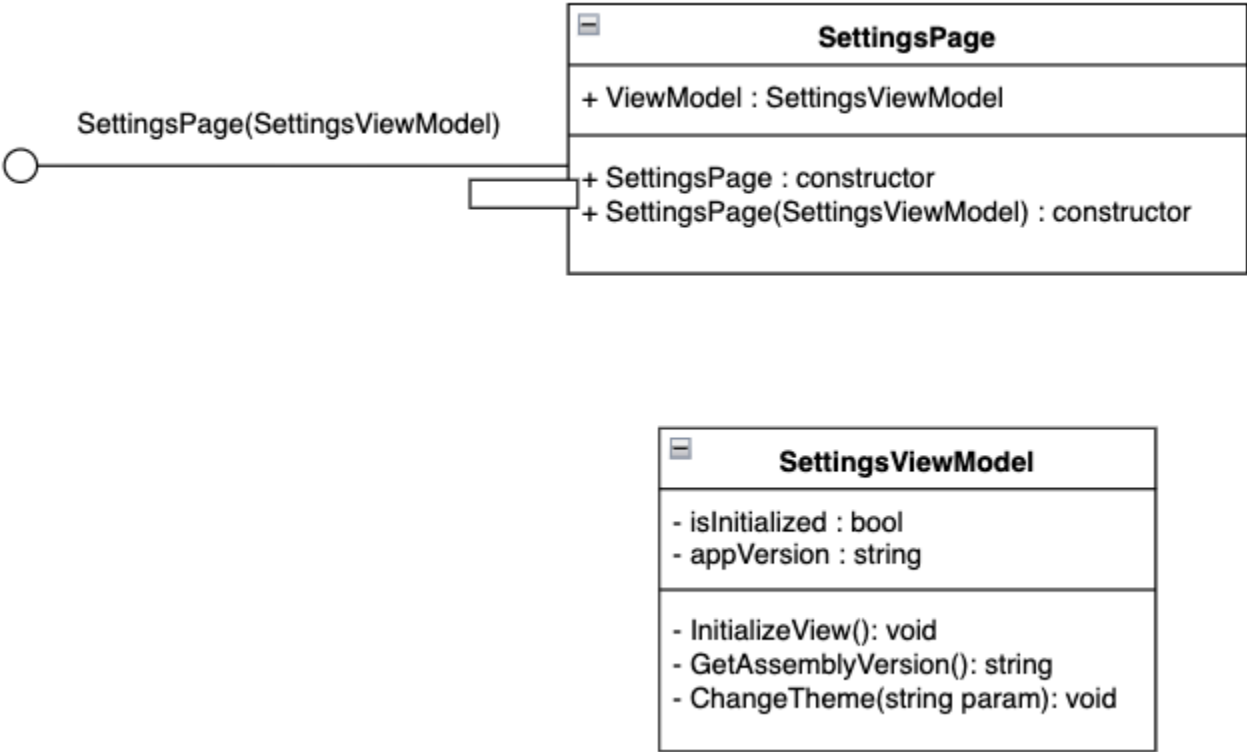 SettingsPage
+ ViewModel : SettingsViewModel
SettingsPage(SettingsViewModel)
+ SettingsPage : constructor
+ SettingsPage(SettingsViewModel) : constructor
SettingsViewModel
- isInitialized : bool
- appVersion : string
- InitializeView(): void
- GetAssemblyVersion(): string
- ChangeTheme(string param): void